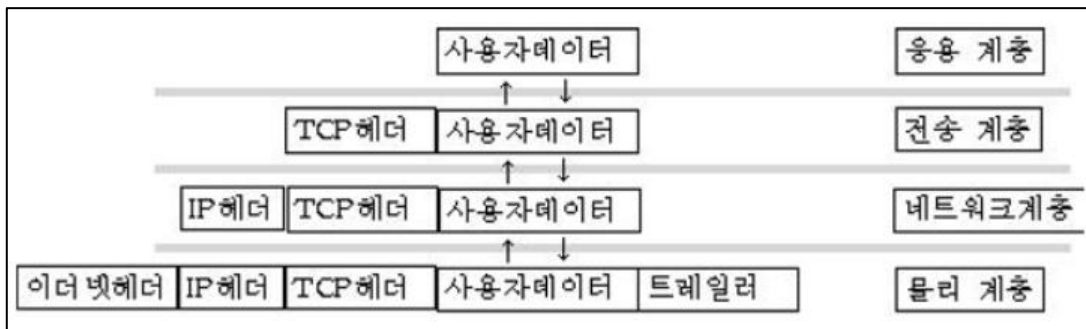 사용자데이터 응용 계층
↑ ↓
TCP헤더 사용자데이터 전송 계층
↑ ↓
IP헤더 TCP헤더 사용자데이터 네트워크계층
↑ ↓
이더넷헤더 IP헤더 TCP헤더 사용자데이터 트레일러 물리 계층